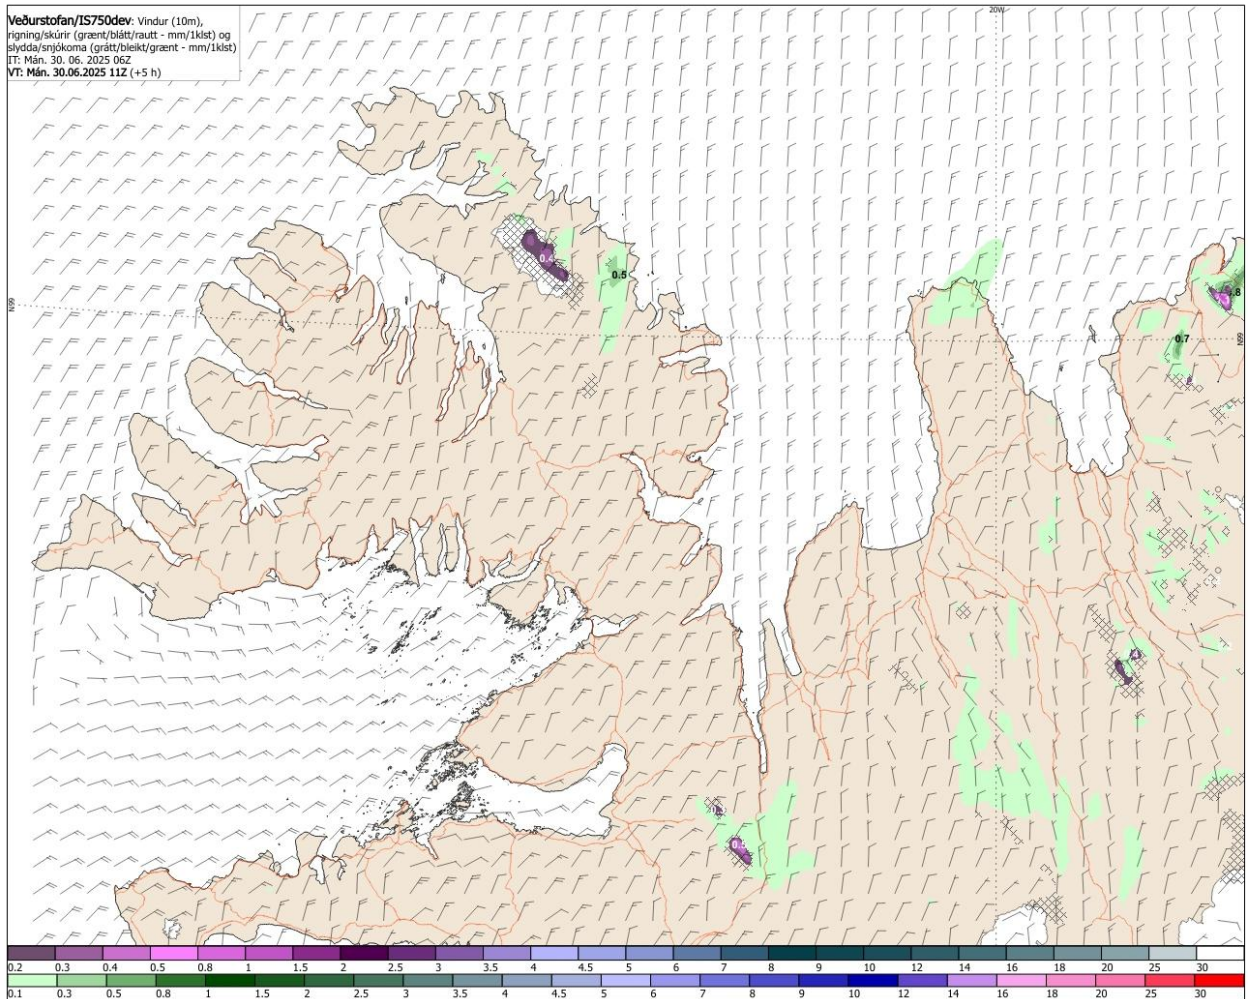 Veðurstofan/IS750dev: Vindur (10m),
rigning/skúrir (grænt/blátt/rautt - mm/1klst) og
slydda/snjókoma (grátt/bleikt/grænt - mm/1klst)
IT: Mán. 30. 06. 2025 06Z
VT: Mán. 30.06.2025 11Z (+5 h)
20W
0.4
0.5
N99
0.7
N99
0.2 0.3 0.4 0.5 0.8 1 1.5 2 2.5 3 3.5 4 4.5 5 6 7 8 9 10 12 14 16 18 20 25 30
0.1 0.3 0.5 0.8 1 1.5 2 2.5 3 3.5 4 4.5 5 6 7 8 9 10 12 14 16 18 20 25 30